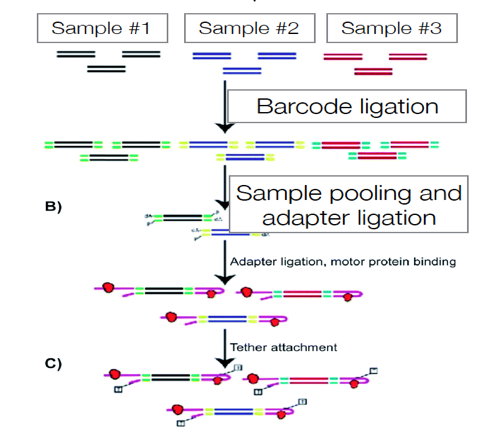 Sample #1
Sample #2
Sample #3
Barcode ligation
Sample pooling and
adapter ligation
B)
Adapter ligation, motor protein binding
Tether attachment
C)